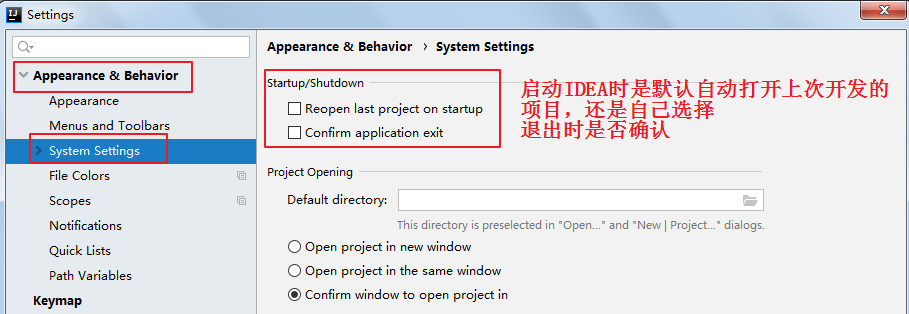 Settings
Appearance & Behavior
Appearance
Menus and Toolbars
System Settings
File Colors
Scopes
Notifications
Quick Lists
Path Variables
Keymap
Appearance & Behavior › System Settings
Startup/Shutdown
Reopen last project on startup
Confirm application exit
启动IDEA时是默认自动打开上次开发的
项目，还是自己选择
退出时是否确认
Project Opening
Default directory:
This directory is preselected in "Open..." and "New | Project..." dialogs.
Open project in new window
Open project in the same window
Confirm window to open project in